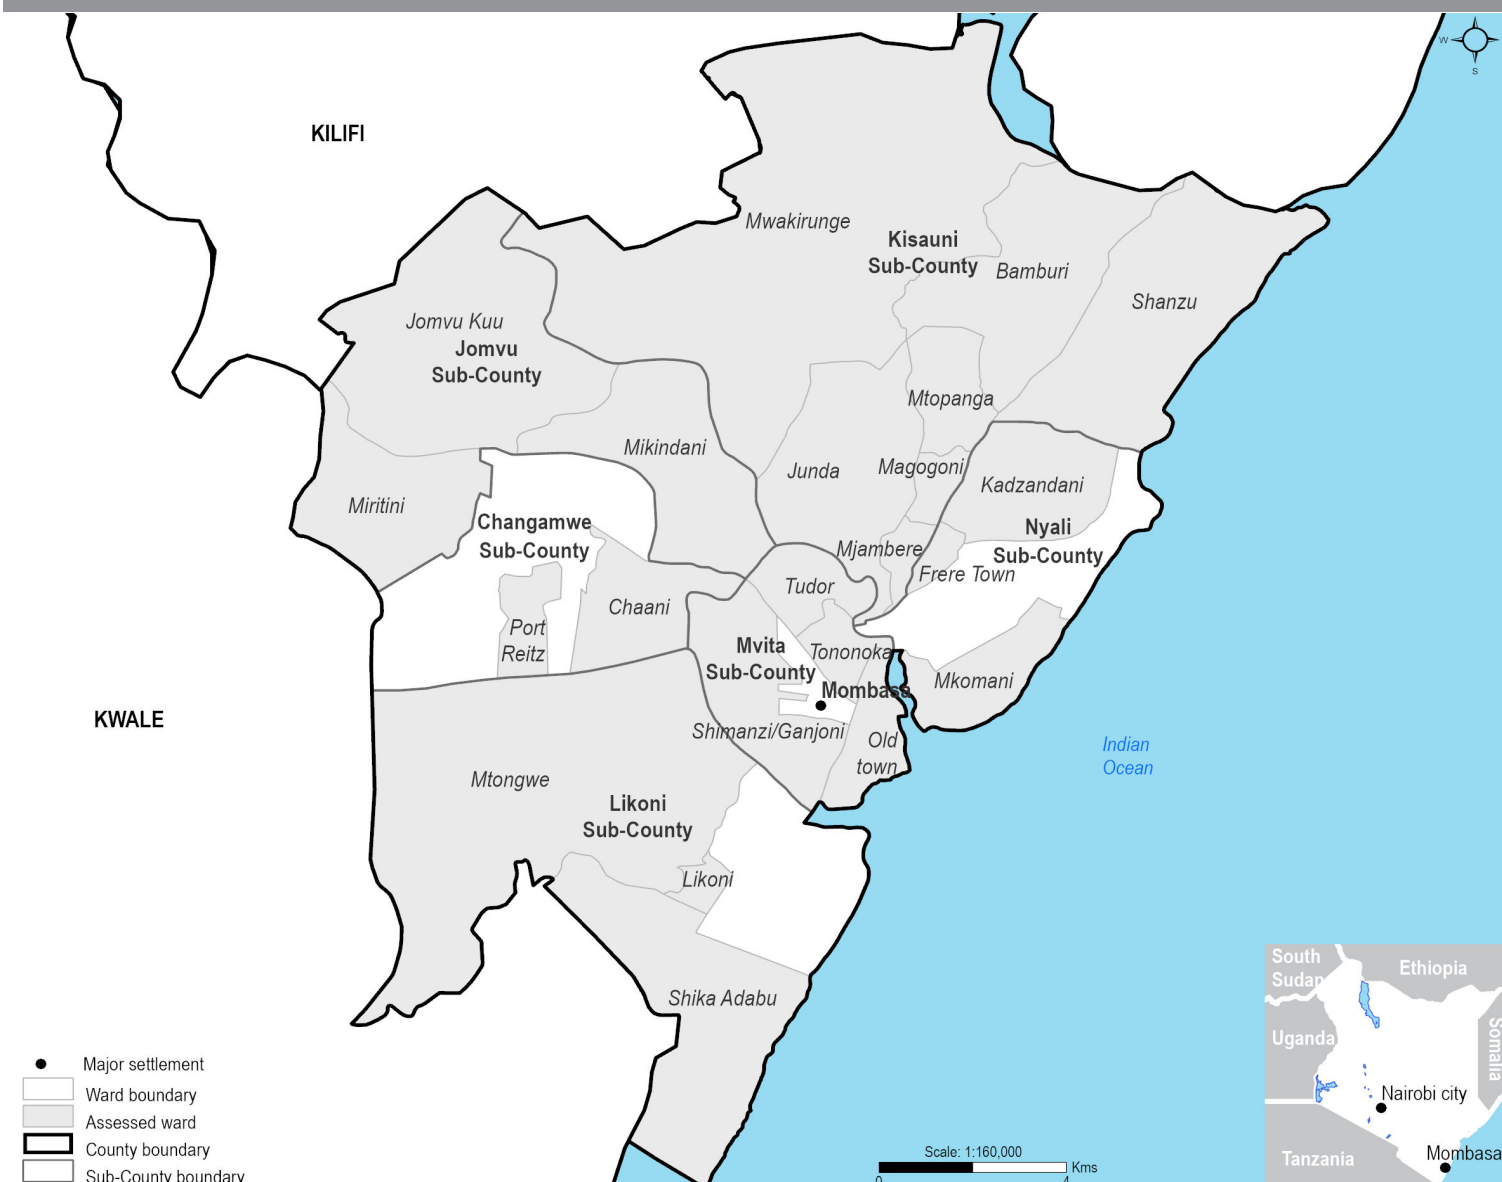 W
S
KILIFI
Mwakirunge
Kisauni
Sub-County
Bamburi
Shanzu
Jomvu Kuu
Jomvu
Sub-County
Mtopanga
Mikindani
Junda
Magogoni
Kadzandani
Miritini
Changamwe
Sub-County
Nyali
Sub-County
Mjambere
Frere Town
Tudor
Chaani
Port
Reitz
Mvita
Sub-County
Tononoka
Mkomani
Mombasa
KWALE
Shimanzi/Ganjoni
Old
town
Indian
Ocean
Mtongwe
Likoni
Sub-County
Likoni
Shika Adabu
Major settlement
Ward boundary
Assessed ward
County boundary
Sub-County boundary
Scale: 1:160,000
Kms
0
4
South
Sudan
Ethiopia
Uganda
Somalia
Nairobi city
Tanzania
Mombasa